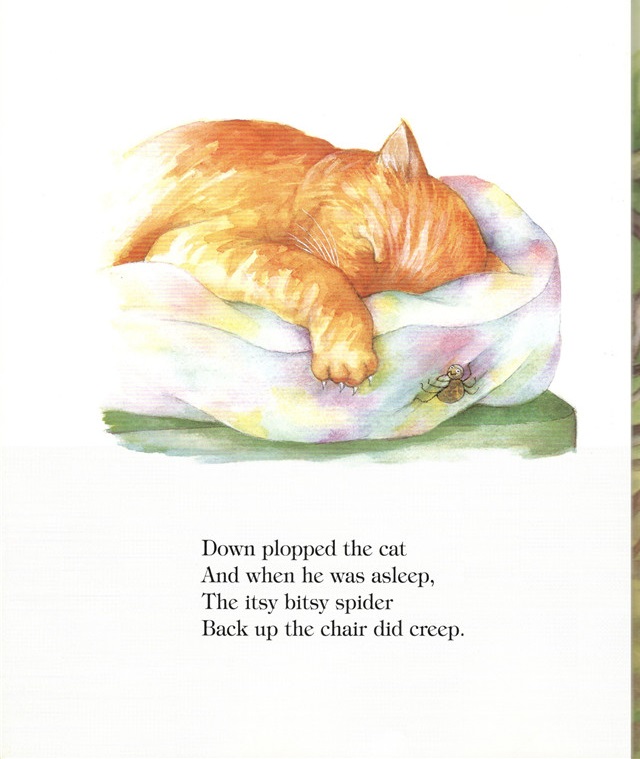 Down plopped the cat
And when he was asleep,
The itsy bitsy spider
Back up the chair did creep.